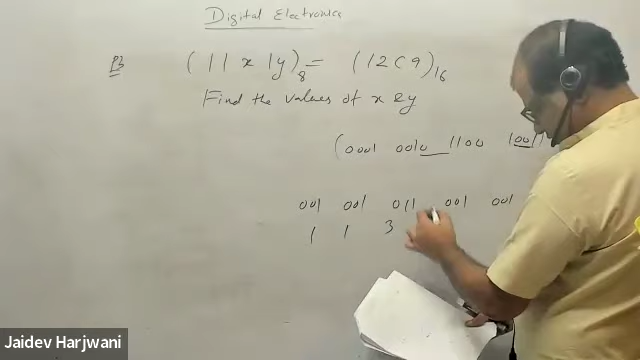 Digital Electronics
P3 (11x1y)8 = (12C9)16
Find the values of x & y
(0001 0010 1100 1001)
001 001 011 001 001
1 1 3
Jaidev Harjwani